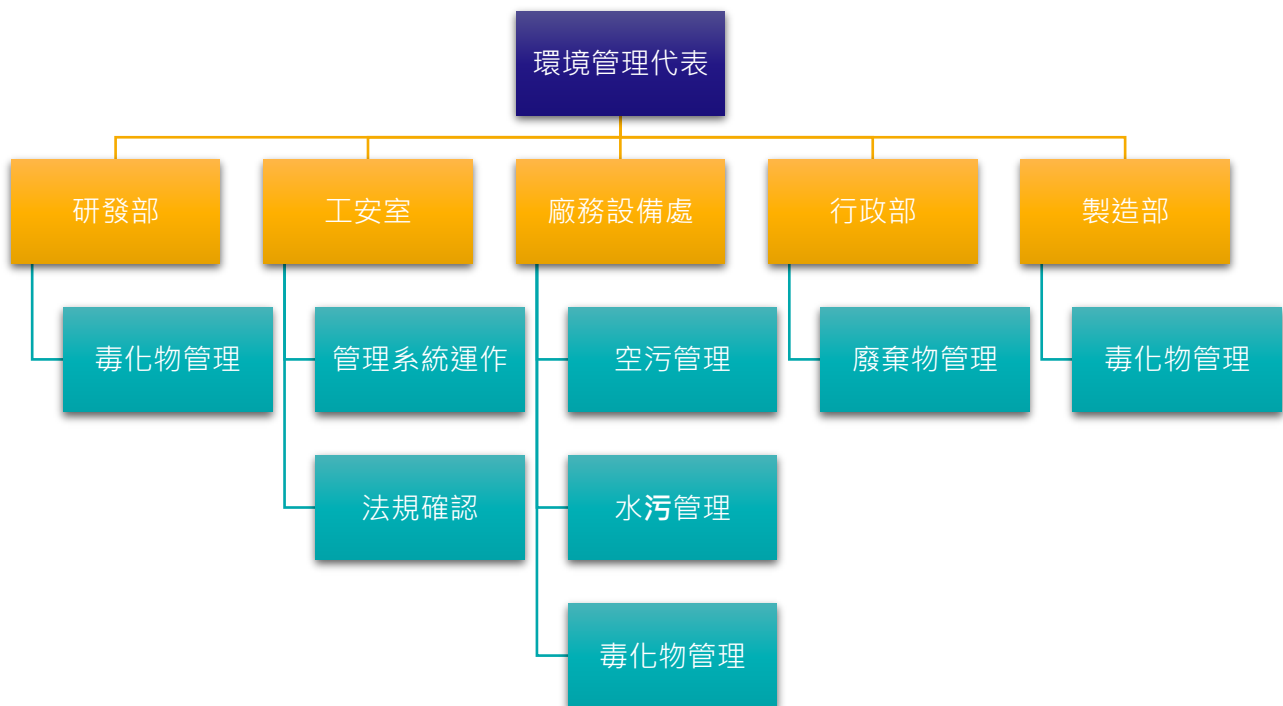 環境管理代表
研發部
工安室
廠務設備處
行政部
製造部
毒化物管理
管理系統運作
空污管理
廢棄物管理
毒化物管理
法規確認
水污管理
毒化物管理